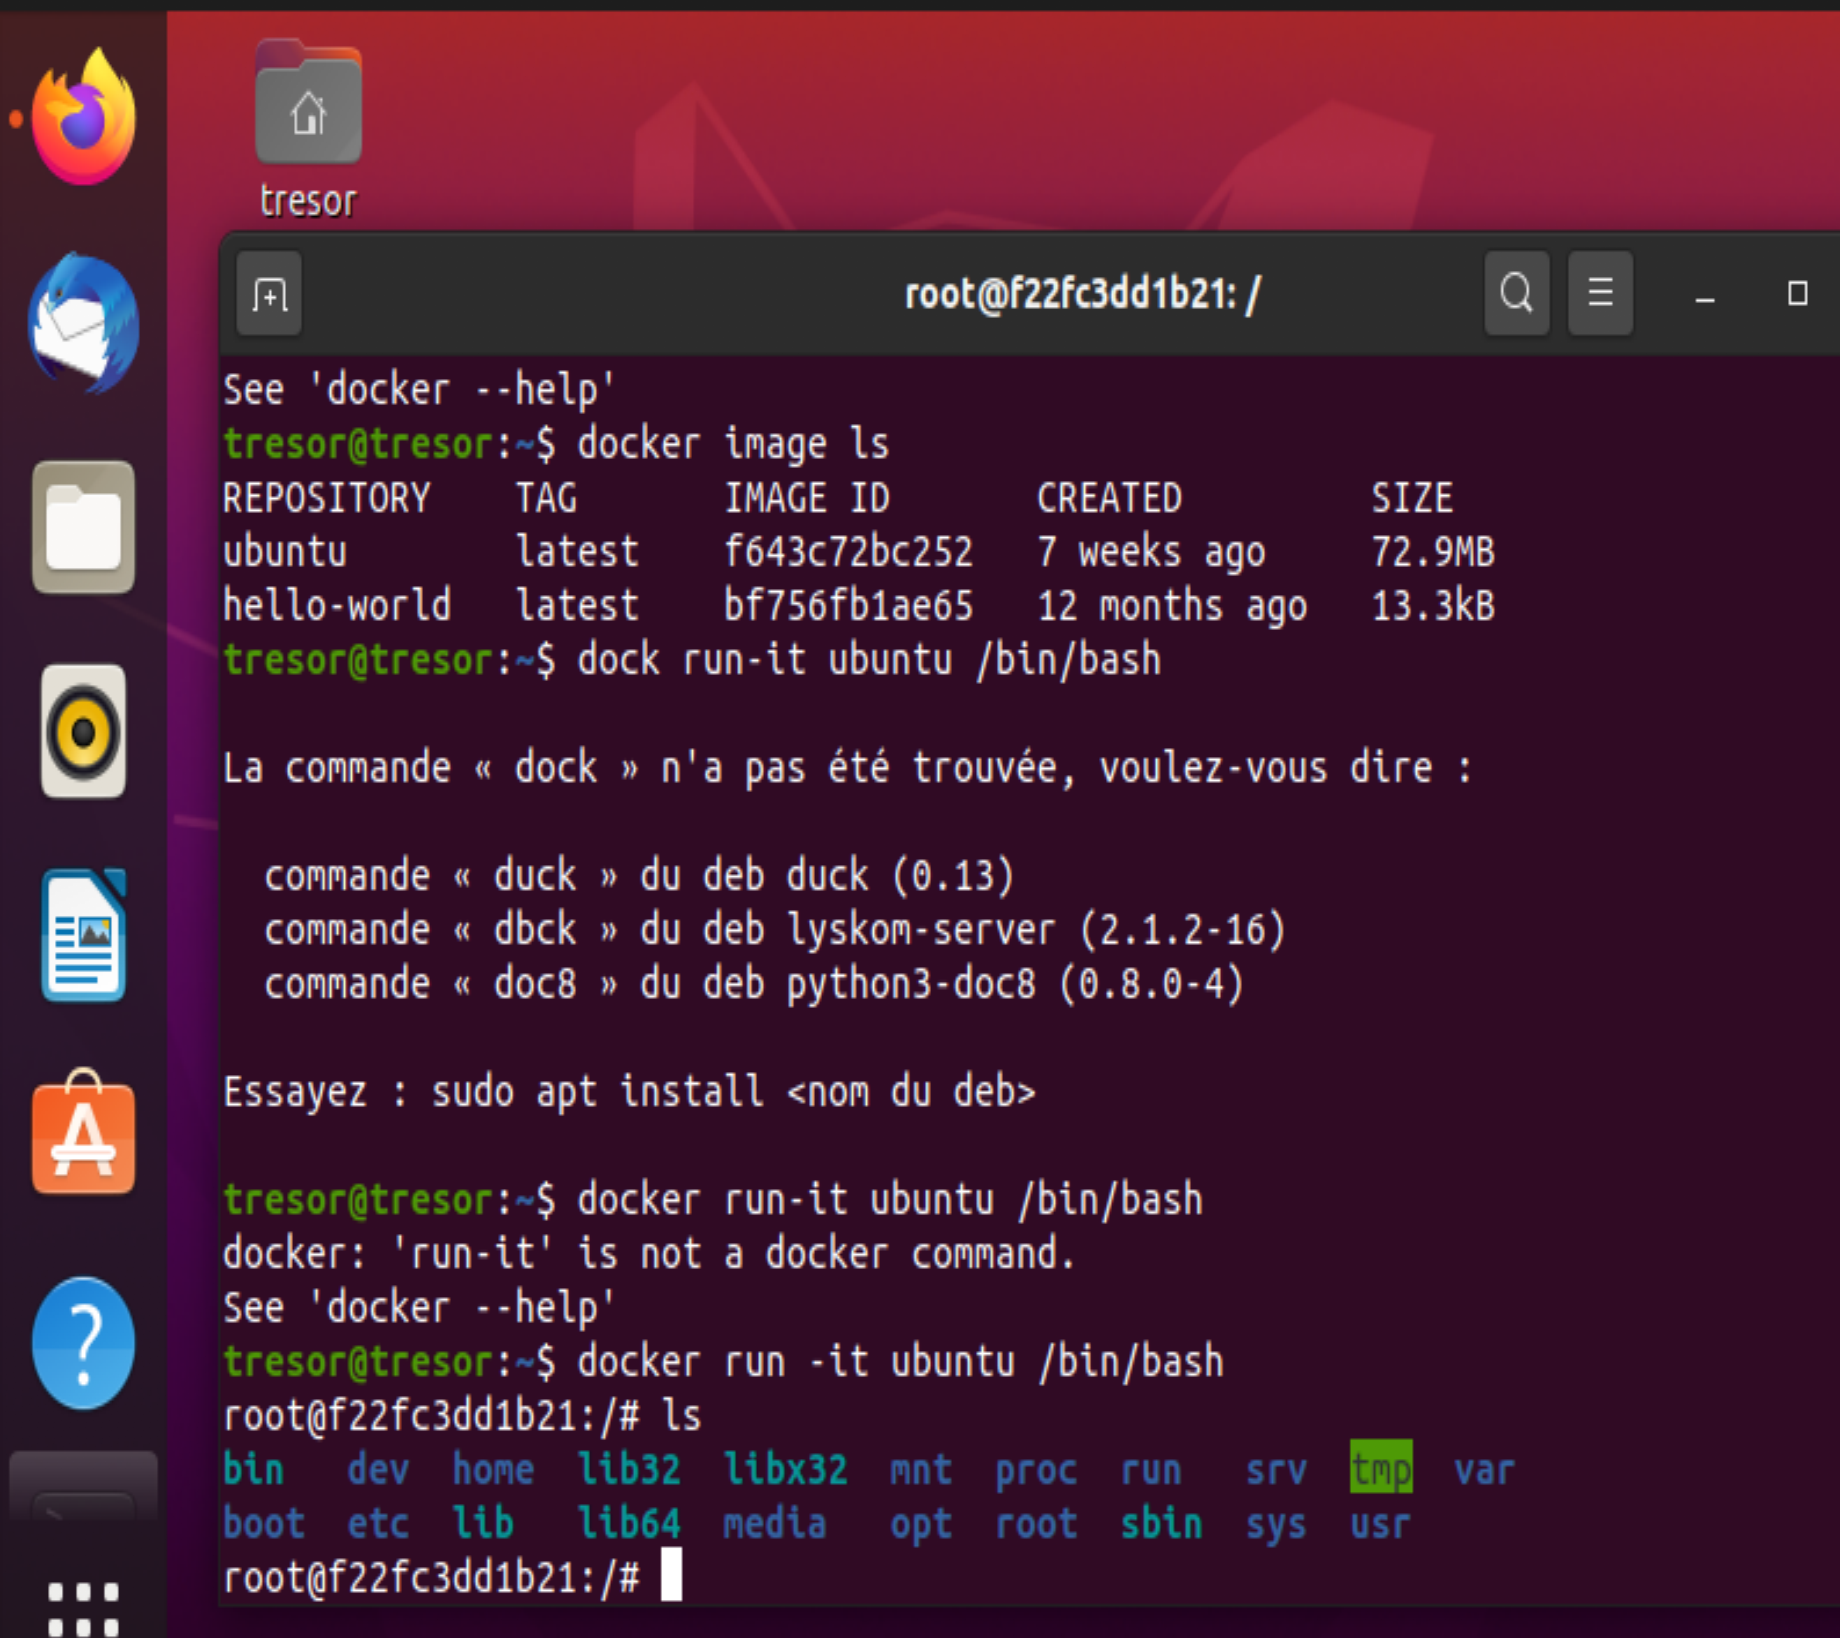 tresor
root@f22fc3dd1b21: /
See 'docker --help'
tresor@tresor:~$ docker image ls
REPOSITORY    TAG       IMAGE ID       CREATED         SIZE
ubuntu        latest    f643c72bc252   7 weeks ago     72.9MB
hello-world   latest    bf756fb1ae65   12 months ago   13.3kB
tresor@tresor:~$ dock run-it ubuntu /bin/bash
La commande « dock » n'a pas été trouvée, voulez-vous dire :
commande « duck » du deb duck (0.13)
commande « dbck » du deb lyskom-server (2.1.2-16)
commande « doc8 » du deb python3-doc8 (0.8.0-4)
Essayez : sudo apt install <nom du deb>
tresor@tresor:~$ docker run-it ubuntu /bin/bash
docker: 'run-it' is not a docker command.
See 'docker --help'
tresor@tresor:~$ docker run -it ubuntu /bin/bash
root@f22fc3dd1b21:/# ls
bin   dev  home  lib32  libx32  mnt  proc  run   srv  tmp  var
boot  etc  lib   lib64  media   opt  root  sbin  sys  usr
root@f22fc3dd1b21:/#